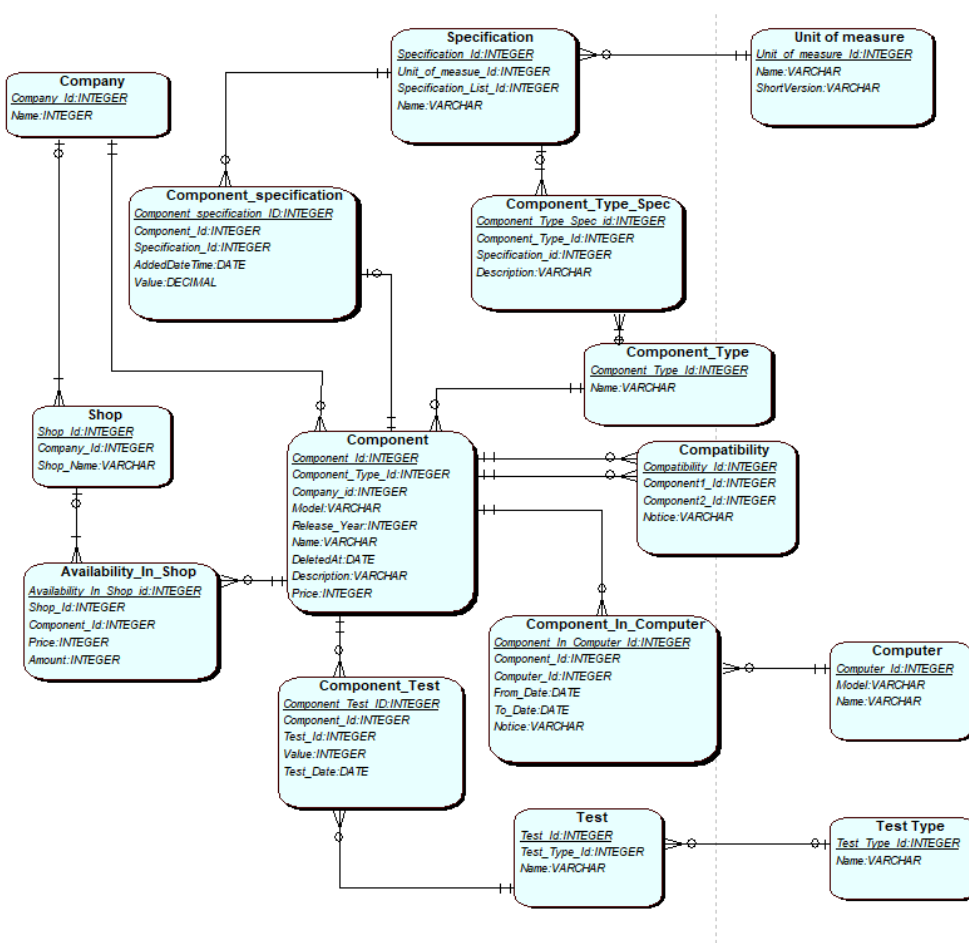 Specification
Specification_Id:INTEGER
Unit_of_measue_Id:INTEGER
Specification_List_Id:INTEGER
Name:VARCHAR
Unit of measure
Unit_of_measure_Id:INTEGER
Name:VARCHAR
ShortVersion:VARCHAR
Company
Company_Id:INTEGER
Name:INTEGER
Component_specification
Component_specification_ID:INTEGER
Component_Id:INTEGER
Specification_Id:INTEGER
AddedDateTime:DATE
Value:DECIMAL
Component_Type_Spec
Component_Type_Spec_id:INTEGER
Component_Type_Id:INTEGER
Specification_id:INTEGER
Description:VARCHAR
Component_Type
Component_Type_Id:INTEGER
Name:VARCHAR
Shop
Shop_Id:INTEGER
Company_Id:INTEGER
Shop_Name:VARCHAR
Component
Component_Id:INTEGER
Component_Type_Id:INTEGER
Company_id:INTEGER
Model:VARCHAR
Release_Year:INTEGER
Name:VARCHAR
DeletedAt:DATE
Description:VARCHAR
Price:INTEGER
Compatibility
Compatibility_Id:INTEGER
Component1_Id:INTEGER
Component2_Id:INTEGER
Notice:VARCHAR
Availability_In_Shop
Availability_In_Shop_id:INTEGER
Shop_Id:INTEGER
Component_Id:INTEGER
Price:INTEGER
Amount:INTEGER
Component_In_Computer
Component_In_Computer_Id:INTEGER
Component_Id:INTEGER
Computer_Id:INTEGER
From_Date:DATE
To_Date:DATE
Notice:VARCHAR
Computer
Computer_Id:INTEGER
Model:VARCHAR
Name:VARCHAR
Component_Test
Component_Test_ID:INTEGER
Component_Id:INTEGER
Test_Id:INTEGER
Value:INTEGER
Test_Date:DATE
Test
Test_Id:INTEGER
Test_Type_Id:INTEGER
Name:VARCHAR
Test Type
Test_Type_Id:INTEGER
Name:VARCHAR